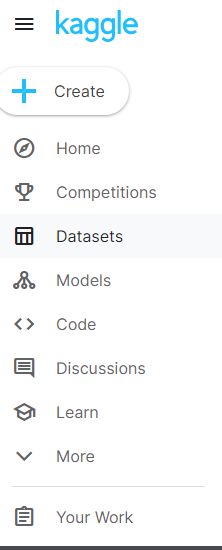 kaggle
Create
Home
Competitions
Datasets
Models
Code
Discussions
Learn
More
Your Work